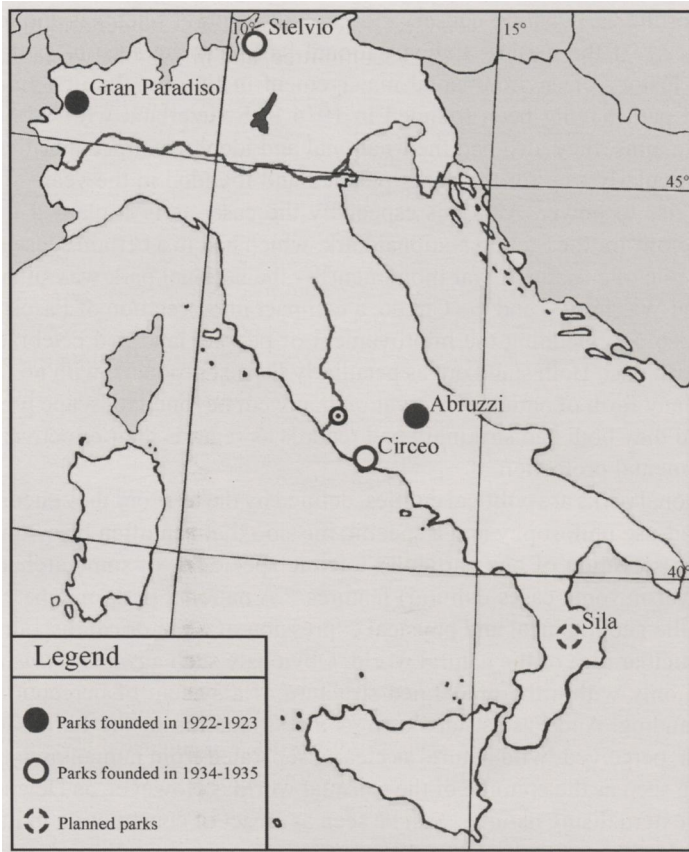 10°
Stelvio
15°
Gran Paradiso
45°
Abruzzi
Circeo
40°
Sila
Legend
Parks founded in 1922-1923
Parks founded in 1934-1935
Planned parks